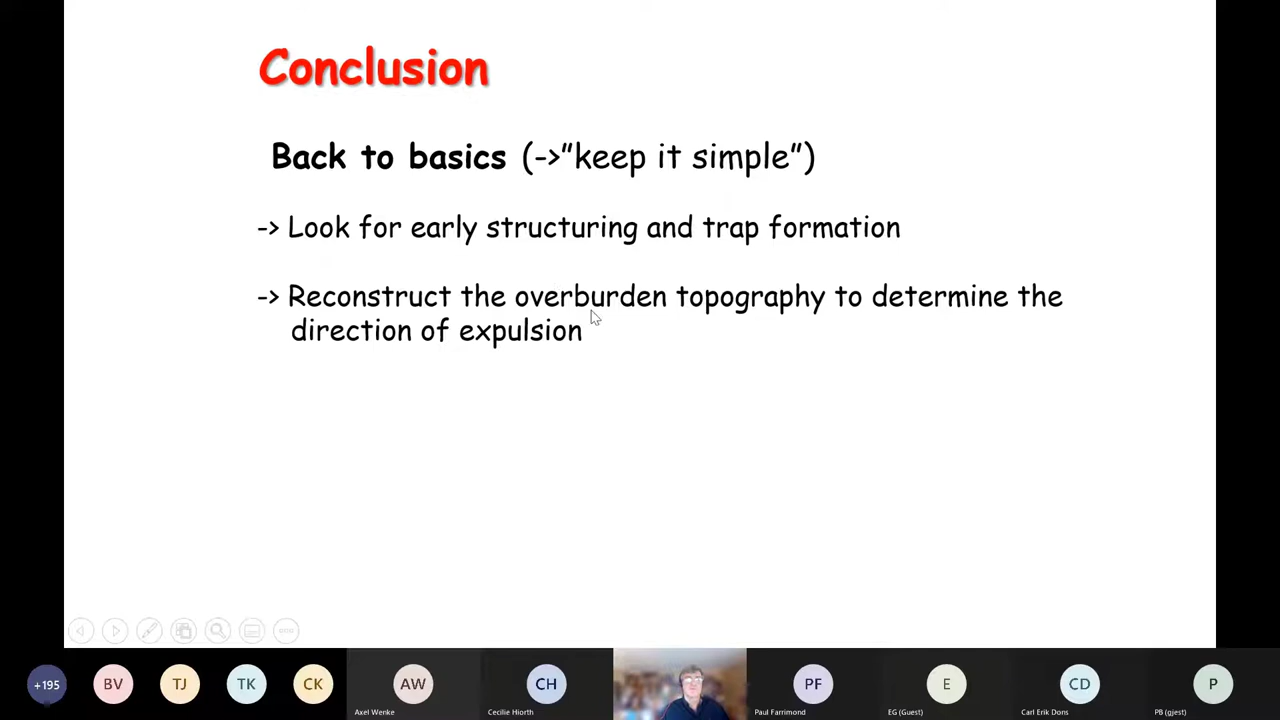 Conclusion
Back to basics (->”keep it simple”)
-> Look for early structuring and trap formation
-> Reconstruct the overburden topography to determine the
direction of expulsion
+195
BV
TJ
TK
CK
AW
Axel Wenke
CH
Cecilie Hiorth
PF
Paul Farrimond
E
EG (Guest)
CD
Carl Erik Dons
P
PB (gjest)